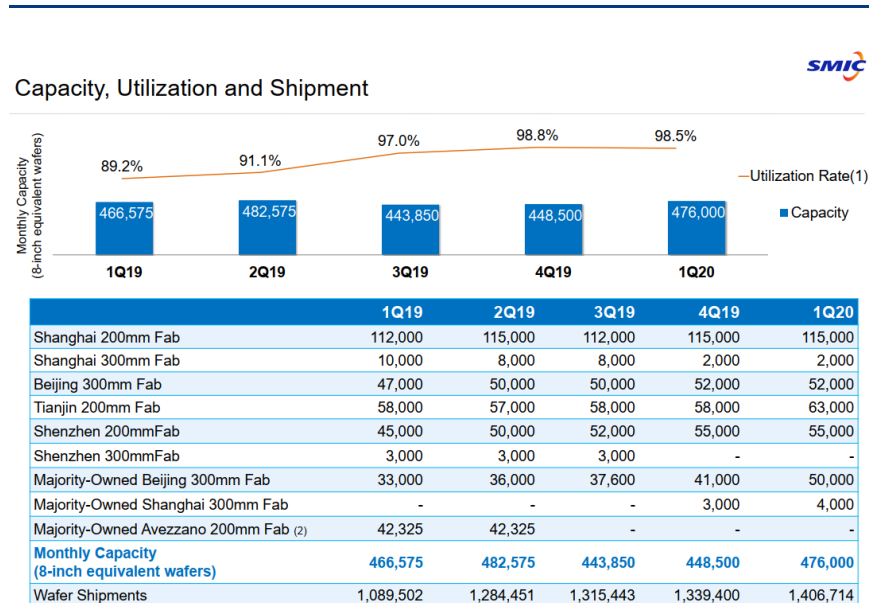 SMIC
Capacity, Utilization and Shipment
Monthly Capacity
(8-inch equivalent wafers)
89.2%
91.1%
97.0%
98.8%
98.5%
Utilization Rate(1)
466,575
482,575
443,850
448,500
476,000
Capacity
1Q19 2Q19 3Q19 4Q19 1Q20
1Q19 2Q19 3Q19 4Q19 1Q20
Shanghai 200mm Fab 112,000 115,000 112,000 115,000 115,000
Shanghai 300mm Fab 10,000 8,000 8,000 2,000 2,000
Beijing 300mm Fab 47,000 50,000 50,000 52,000 52,000
Tianjin 200mm Fab 58,000 57,000 58,000 58,000 63,000
Shenzhen 200mmFab 45,000 50,000 52,000 55,000 55,000
Shenzhen 300mmFab 3,000 3,000 3,000 - -
Majority-Owned Beijing 300mm Fab 33,000 36,000 37,600 41,000 50,000
Majority-Owned Shanghai 300mm Fab - - - 3,000 4,000
Majority-Owned Avezzano 200mm Fab (2) 42,325 42,325 - - -
Monthly Capacity
(8-inch equivalent wafers) 466,575 482,575 443,850 448,500 476,000
Wafer Shipments 1,089,502 1,284,451 1,315,443 1,339,400 1,406,714